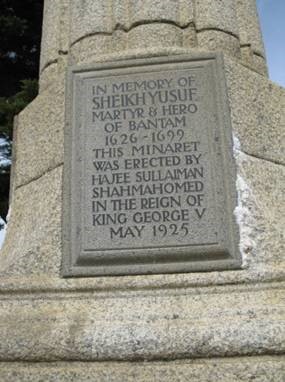 IN MEMORY OF
SHEIKH YUSUF
MARTYR & HERO
OF BANTAM
1626-1699
THIS MINARET
WAS ERECTED BY
HAJEE SULLAIMAN
SHAHMAHOMED
IN THE REIGN OF
KING GEORGE V
MAY 1925